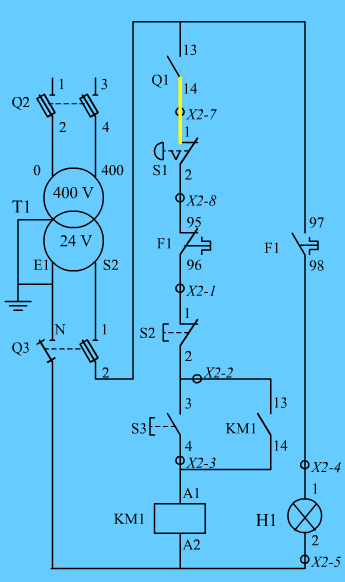 1 3
Q2
2 4
0 400
400 V
T1
24 V
E1 S2
N 1
Q3
2
13
Q1
14
X2-7
1
S1
2
X2-8
95
F1
96
X2-1
1
S2
2
X2-2
3
S3
4
X2-3
13
KM1
14
A1
KM1
A2
97
F1
98
X2-4
1
H1
2
X2-5